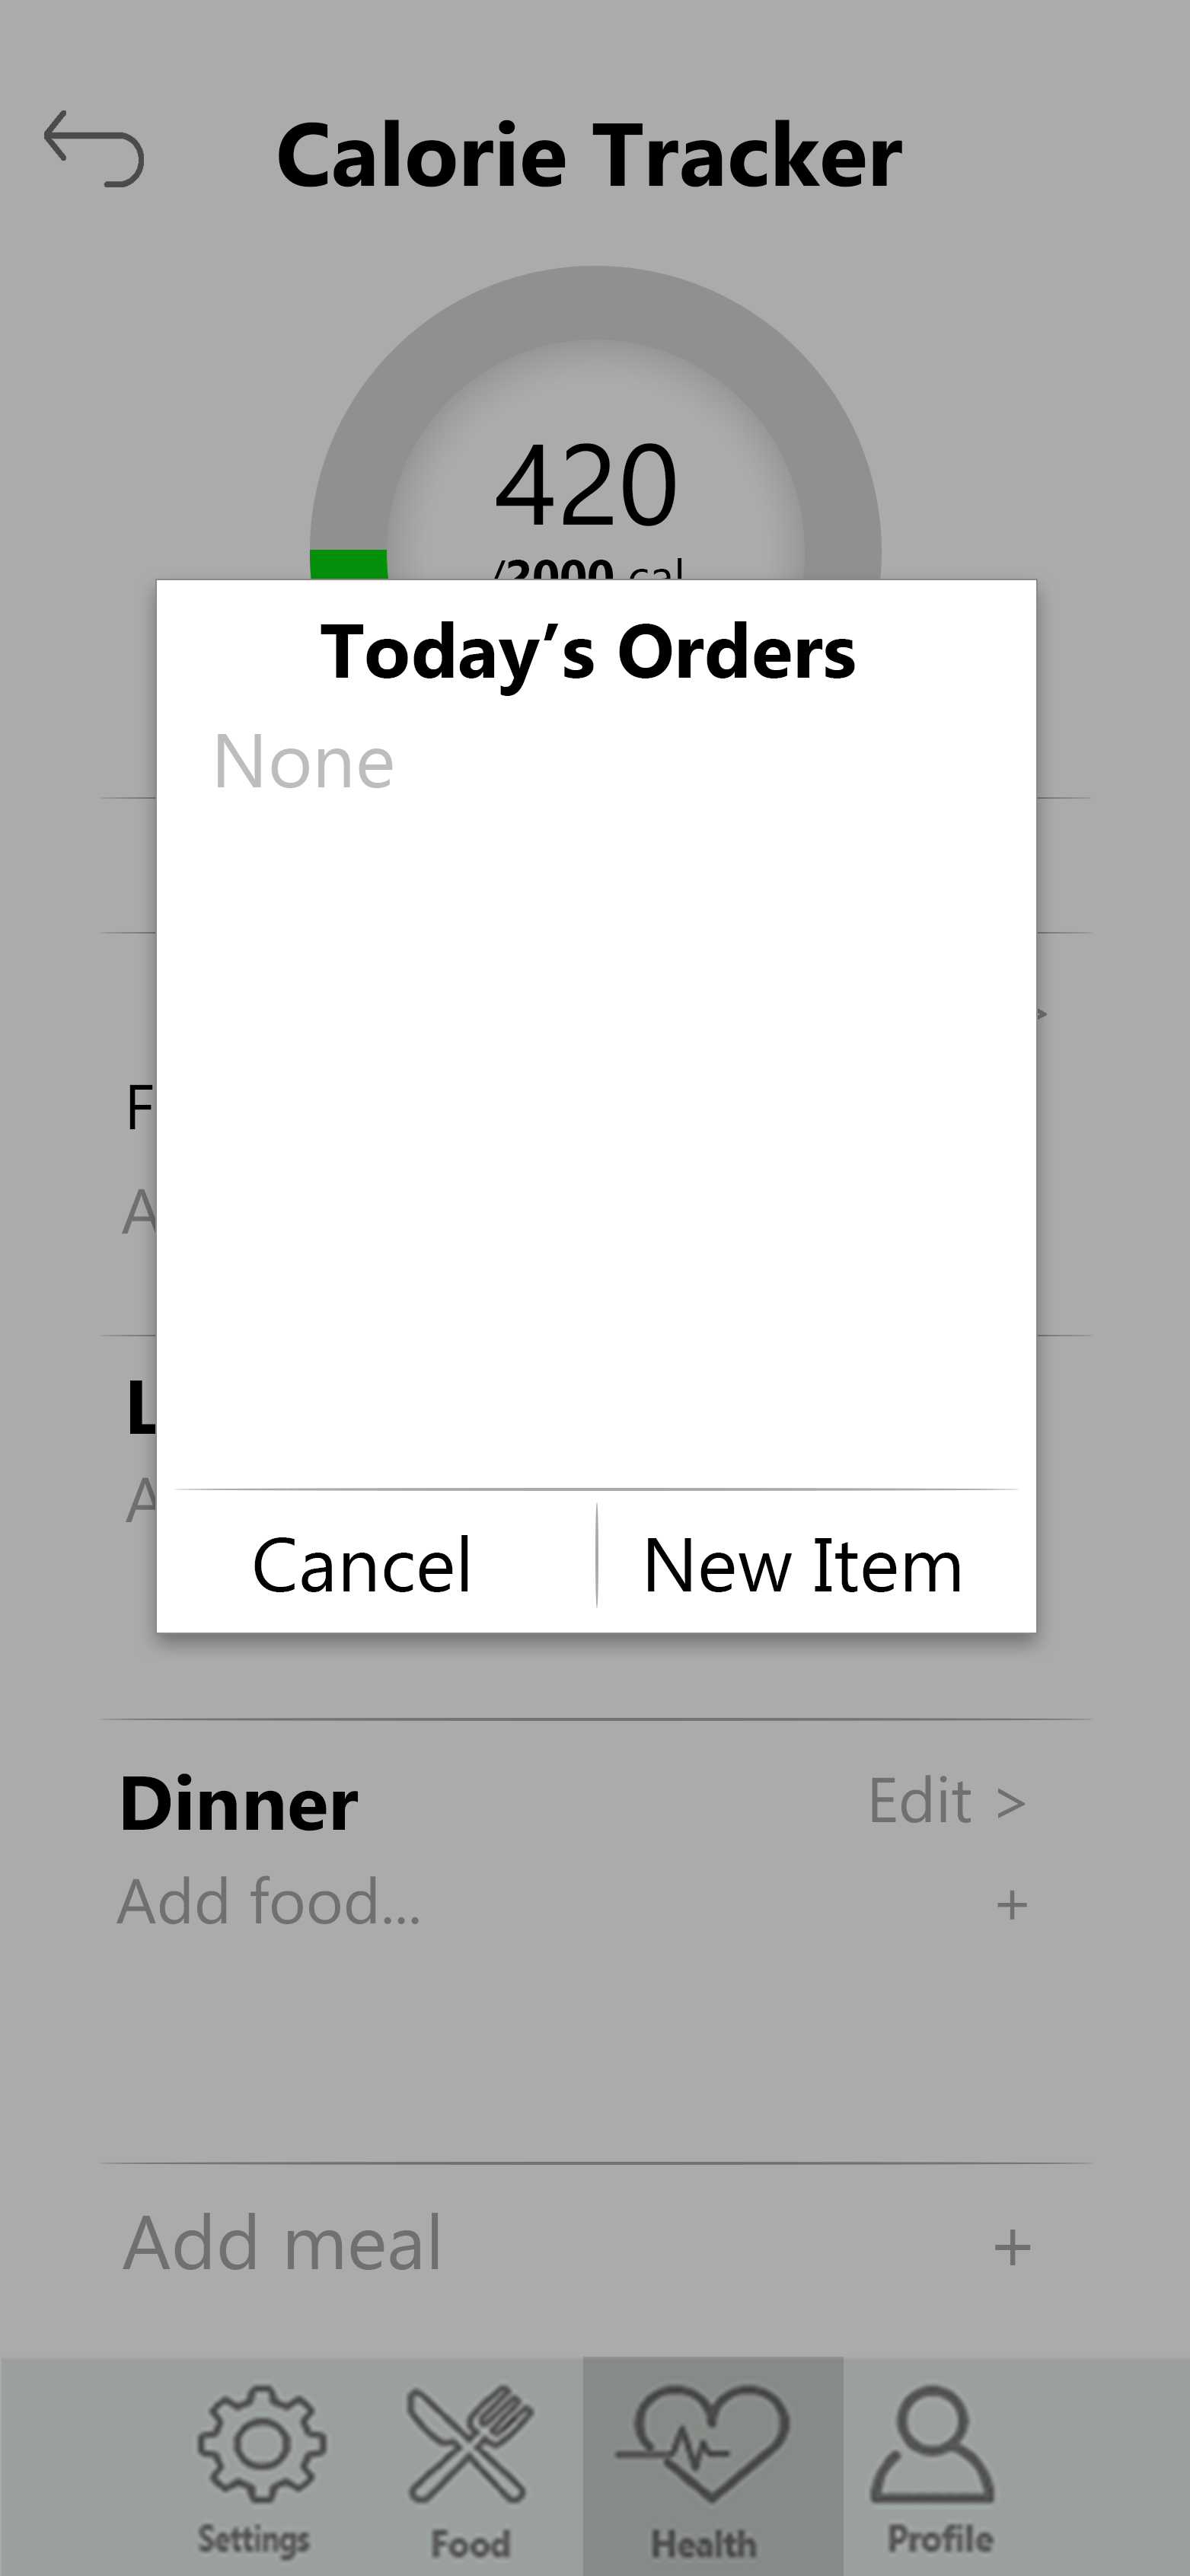 Calorie Tracker
420
/2000 cal
Today's Orders
None
>
F
A
L
A
Cancel New Item
Dinner Edit >
Add food... +
Add meal +
Settings Food Health Profile